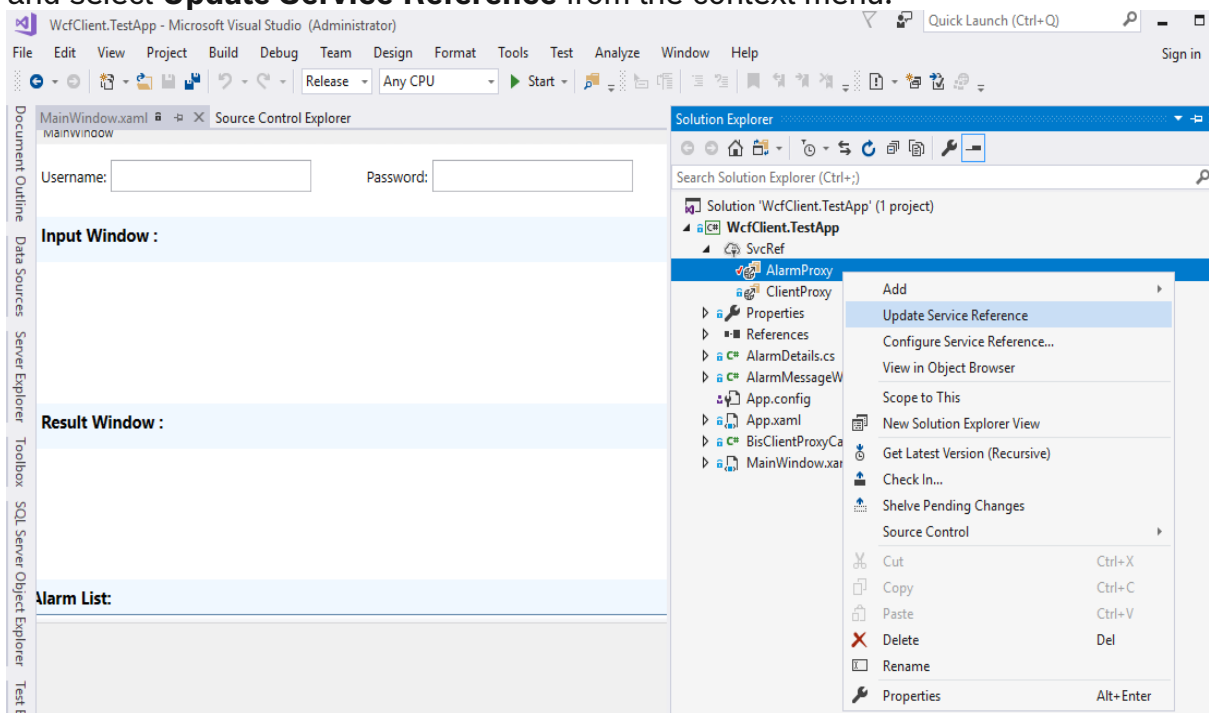 and select Update Service Reference from the context menu.
WcfClient.TestApp - Microsoft Visual Studio (Administrator)
Quick Launch (Ctrl+Q)
File Edit View Project Build Debug Team Design Format Tools Test Analyze Window Help
Sign in
Release Any CPU Start
Document Outline
Data Sources
Server Explorer
Toolbox
SQL Server Object Explorer
MainWindow.xaml Source Control Explorer
MainWindow
Username: Password:
Input Window :
Result Window :
Alarm List:
Solution Explorer
Search Solution Explorer (Ctrl+;)
Solution 'WcfClient.TestApp' (1 project)
C# WcfClient.TestApp
SvcRef
AlarmProxy
ClientProxy
Properties
References
C# AlarmDetails.cs
C# AlarmMessageW
App.config
App.xaml
C# BisClientProxyCa
MainWindow.xar
Add
Update Service Reference
Configure Service Reference...
View in Object Browser
Scope to This
New Solution Explorer View
Get Latest Version (Recursive)
Check In...
Shelve Pending Changes
Source Control
Cut Ctrl+X
Copy Ctrl+C
Paste Ctrl+V
Delete Del
Rename
Properties Alt+Enter